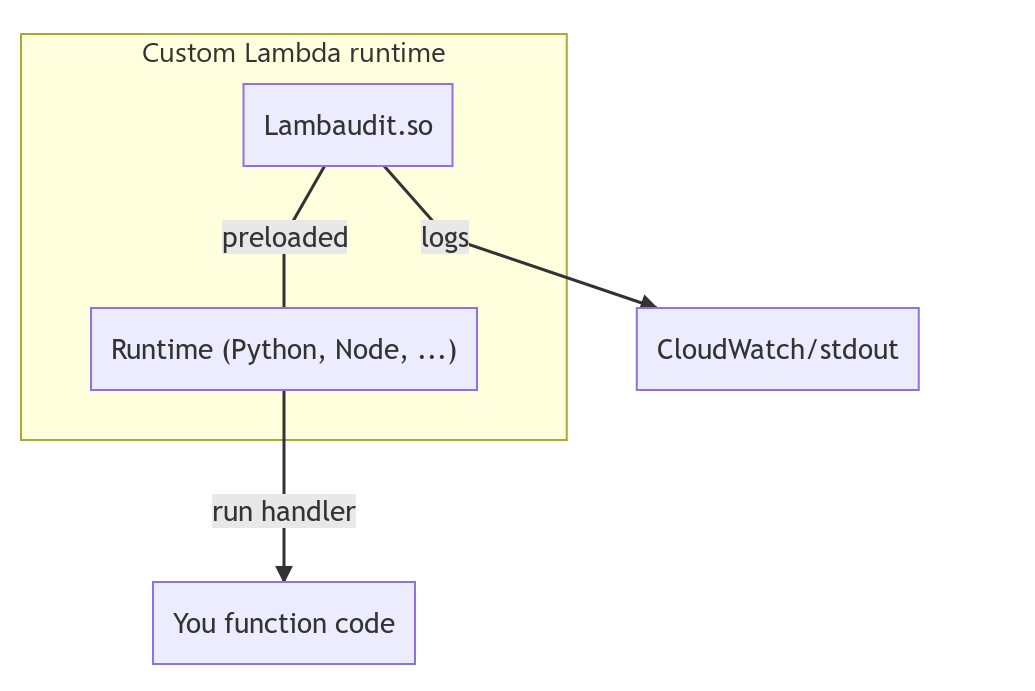 Custom Lambda runtime
Lambaudit.so
preloaded
logs
Runtime (Python, Node, ...)
CloudWatch/stdout
run handler
You function code